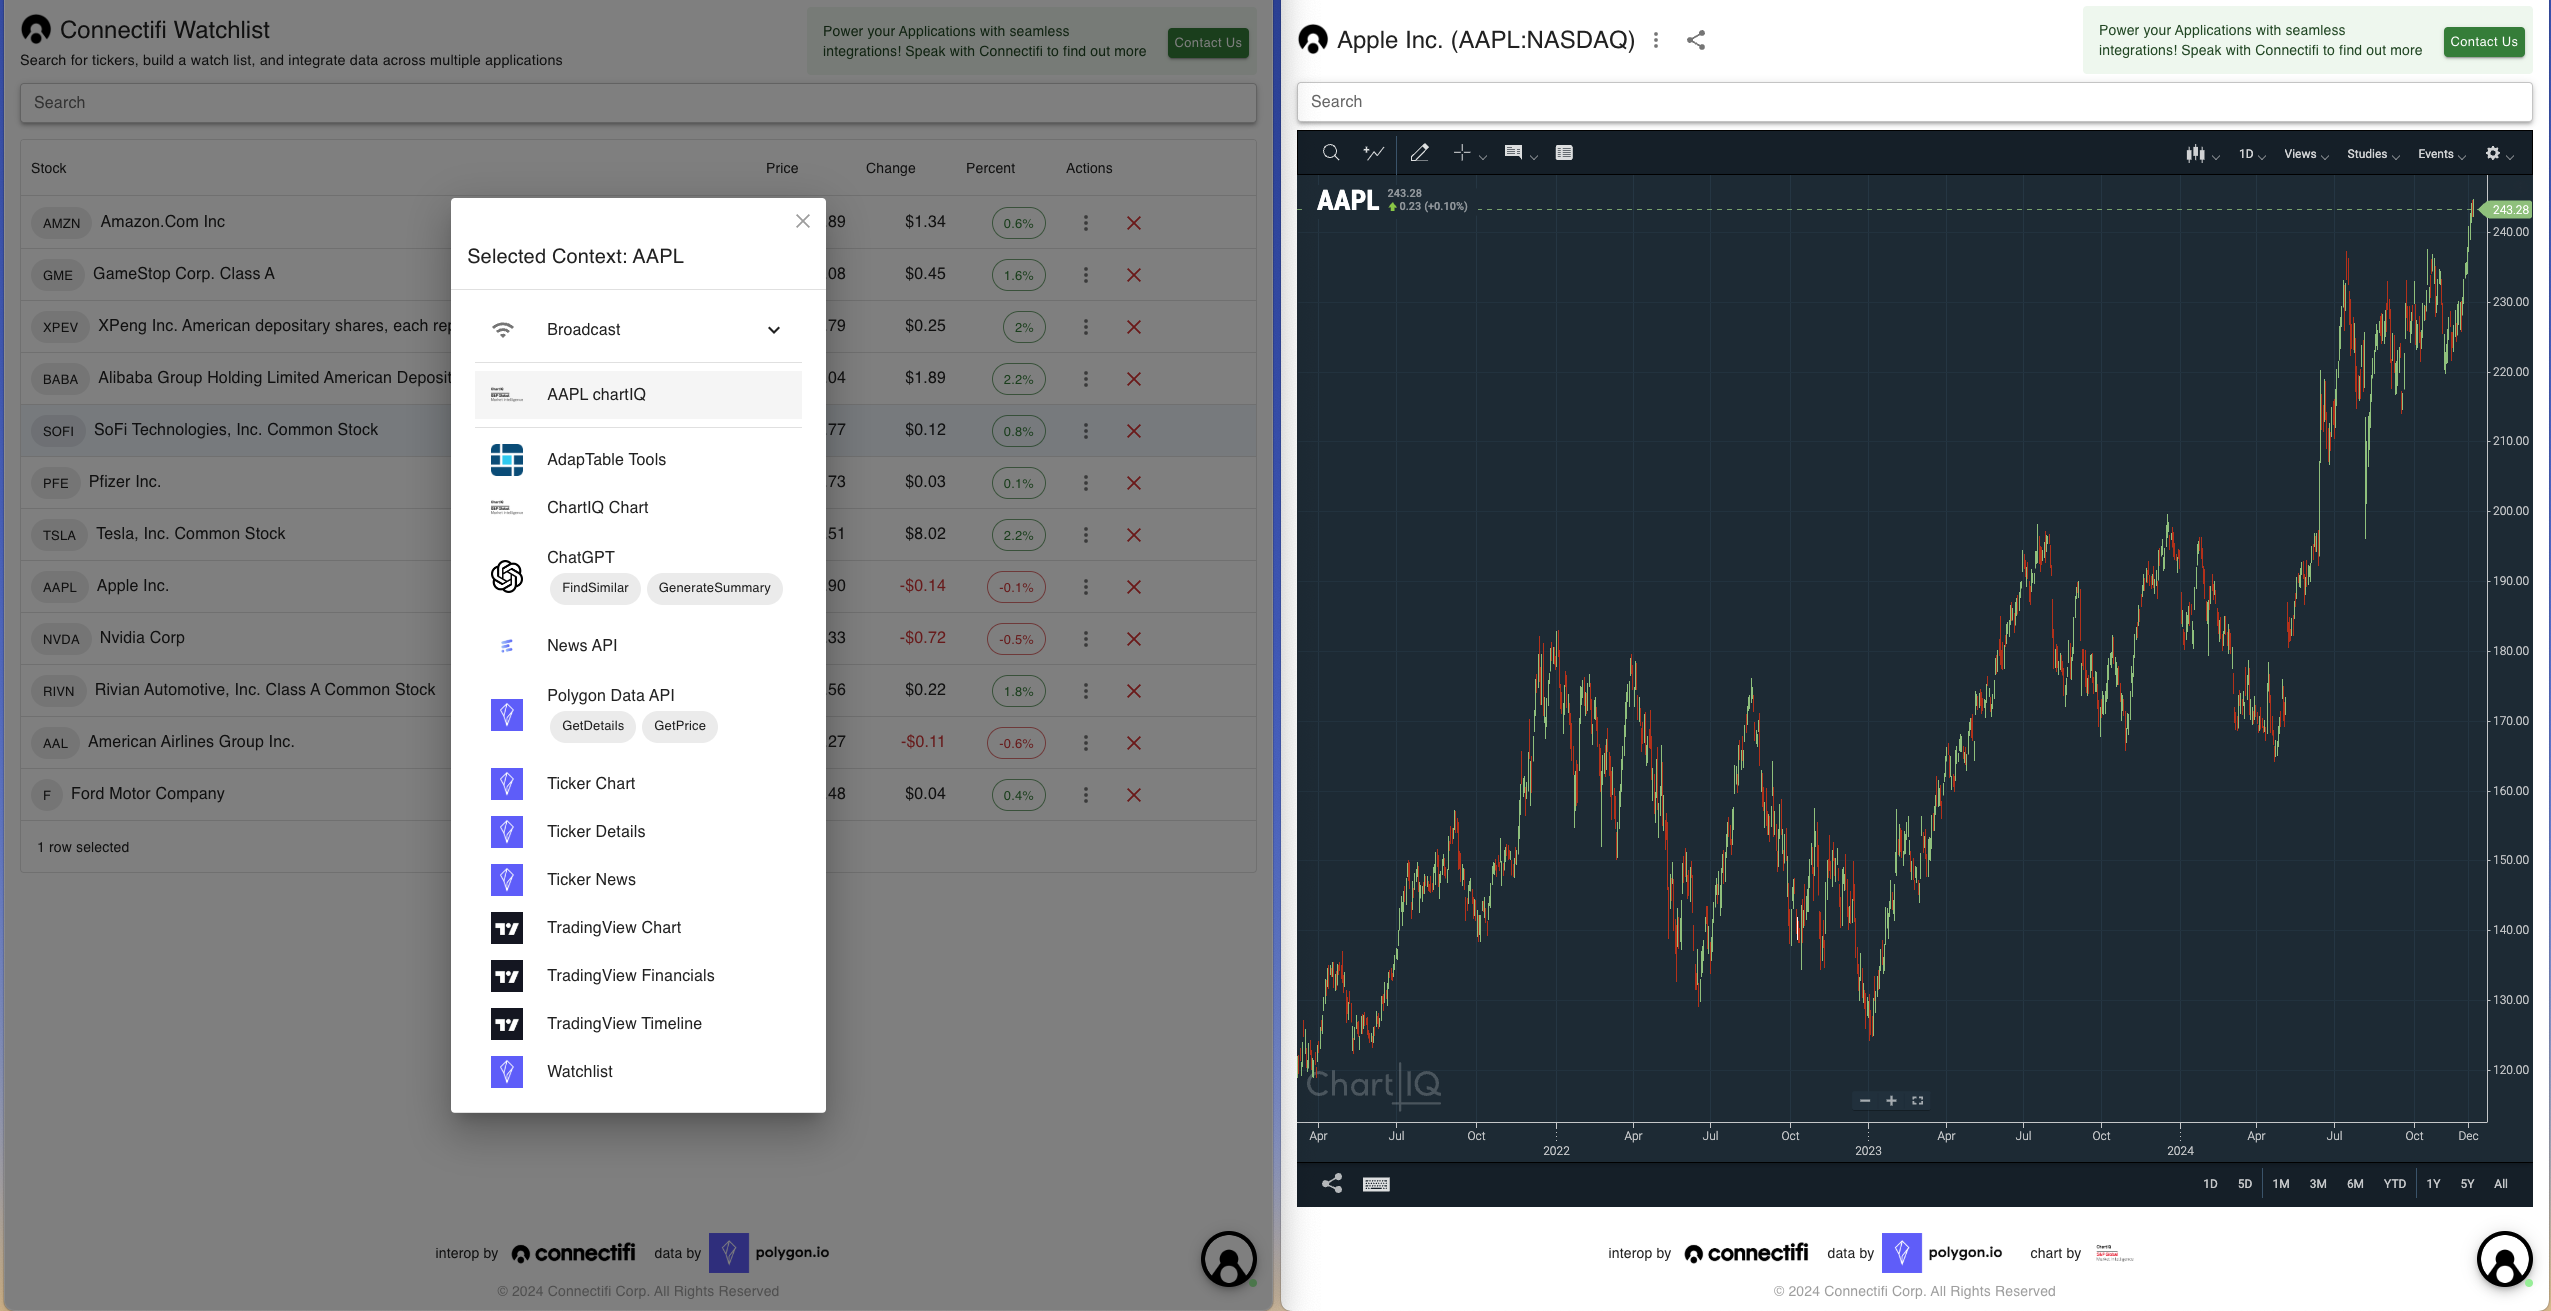 Connectifi Watchlist
Search for tickers, build a watch list, and integrate data across multiple applications
Power your Applications with seamless
integrations! Speak with Connectifi to find out more
Contact Us
Search
Stock Price Change Percent Actions
AMZN Amazon.Com Inc 89 $1.34 0.6%
GME GameStop Corp. Class A 08 $0.45 1.6%
XPEV XPeng Inc. American depositary shares, each rep 79 $0.25 2%
BABA Alibaba Group Holding Limited American Deposit 04 $1.89 2.2%
SOFI SoFi Technologies, Inc. Common Stock 77 $0.12 0.8%
PFE Pfizer Inc. 73 $0.03 0.1%
TSLA Tesla, Inc. Common Stock 51 $8.02 2.2%
AAPL Apple Inc. 90 -$0.14 -0.1%
NVDA Nvidia Corp 33 -$0.72 -0.5%
RIVN Rivian Automotive, Inc. Class A Common Stock 56 $0.22 1.8%
AAL American Airlines Group Inc. 27 -$0.11 -0.6%
F Ford Motor Company 48 $0.04 0.4%
1 row selected
Selected Context: AAPL
Broadcast
AAPL chartIQ
AdapTable Tools
ChartIQ Chart
ChatGPT
FindSimilar GenerateSummary
News API
Polygon Data API
GetDetails GetPrice
Ticker Chart
Ticker Details
Ticker News
TradingView Chart
TradingView Financials
TradingView Timeline
Watchlist
interop by connectifi data by polygon.io
© 2024 Connectifi Corp. All Rights Reserved
Apple Inc. (AAPL:NASDAQ)
Power your Applications with seamless
integrations! Speak with Connectifi to find out more
Contact Us
Search
1D Views Studies Events
AAPL 243.28
0.23 (+0.10%)
243.28
240.00
230.00
220.00
210.00
200.00
190.00
180.00
170.00
160.00
150.00
140.00
130.00
120.00
Chart IQ
Apr Jul Oct Apr Jul Oct Apr Jul Oct Apr Jul Oct Dec
2022 2023 2024
1D 5D 1M 3M 6M YTD 1Y 5Y All
interop by connectifi data by polygon.io chart by
© 2024 Connectifi Corp. All Rights Reserved